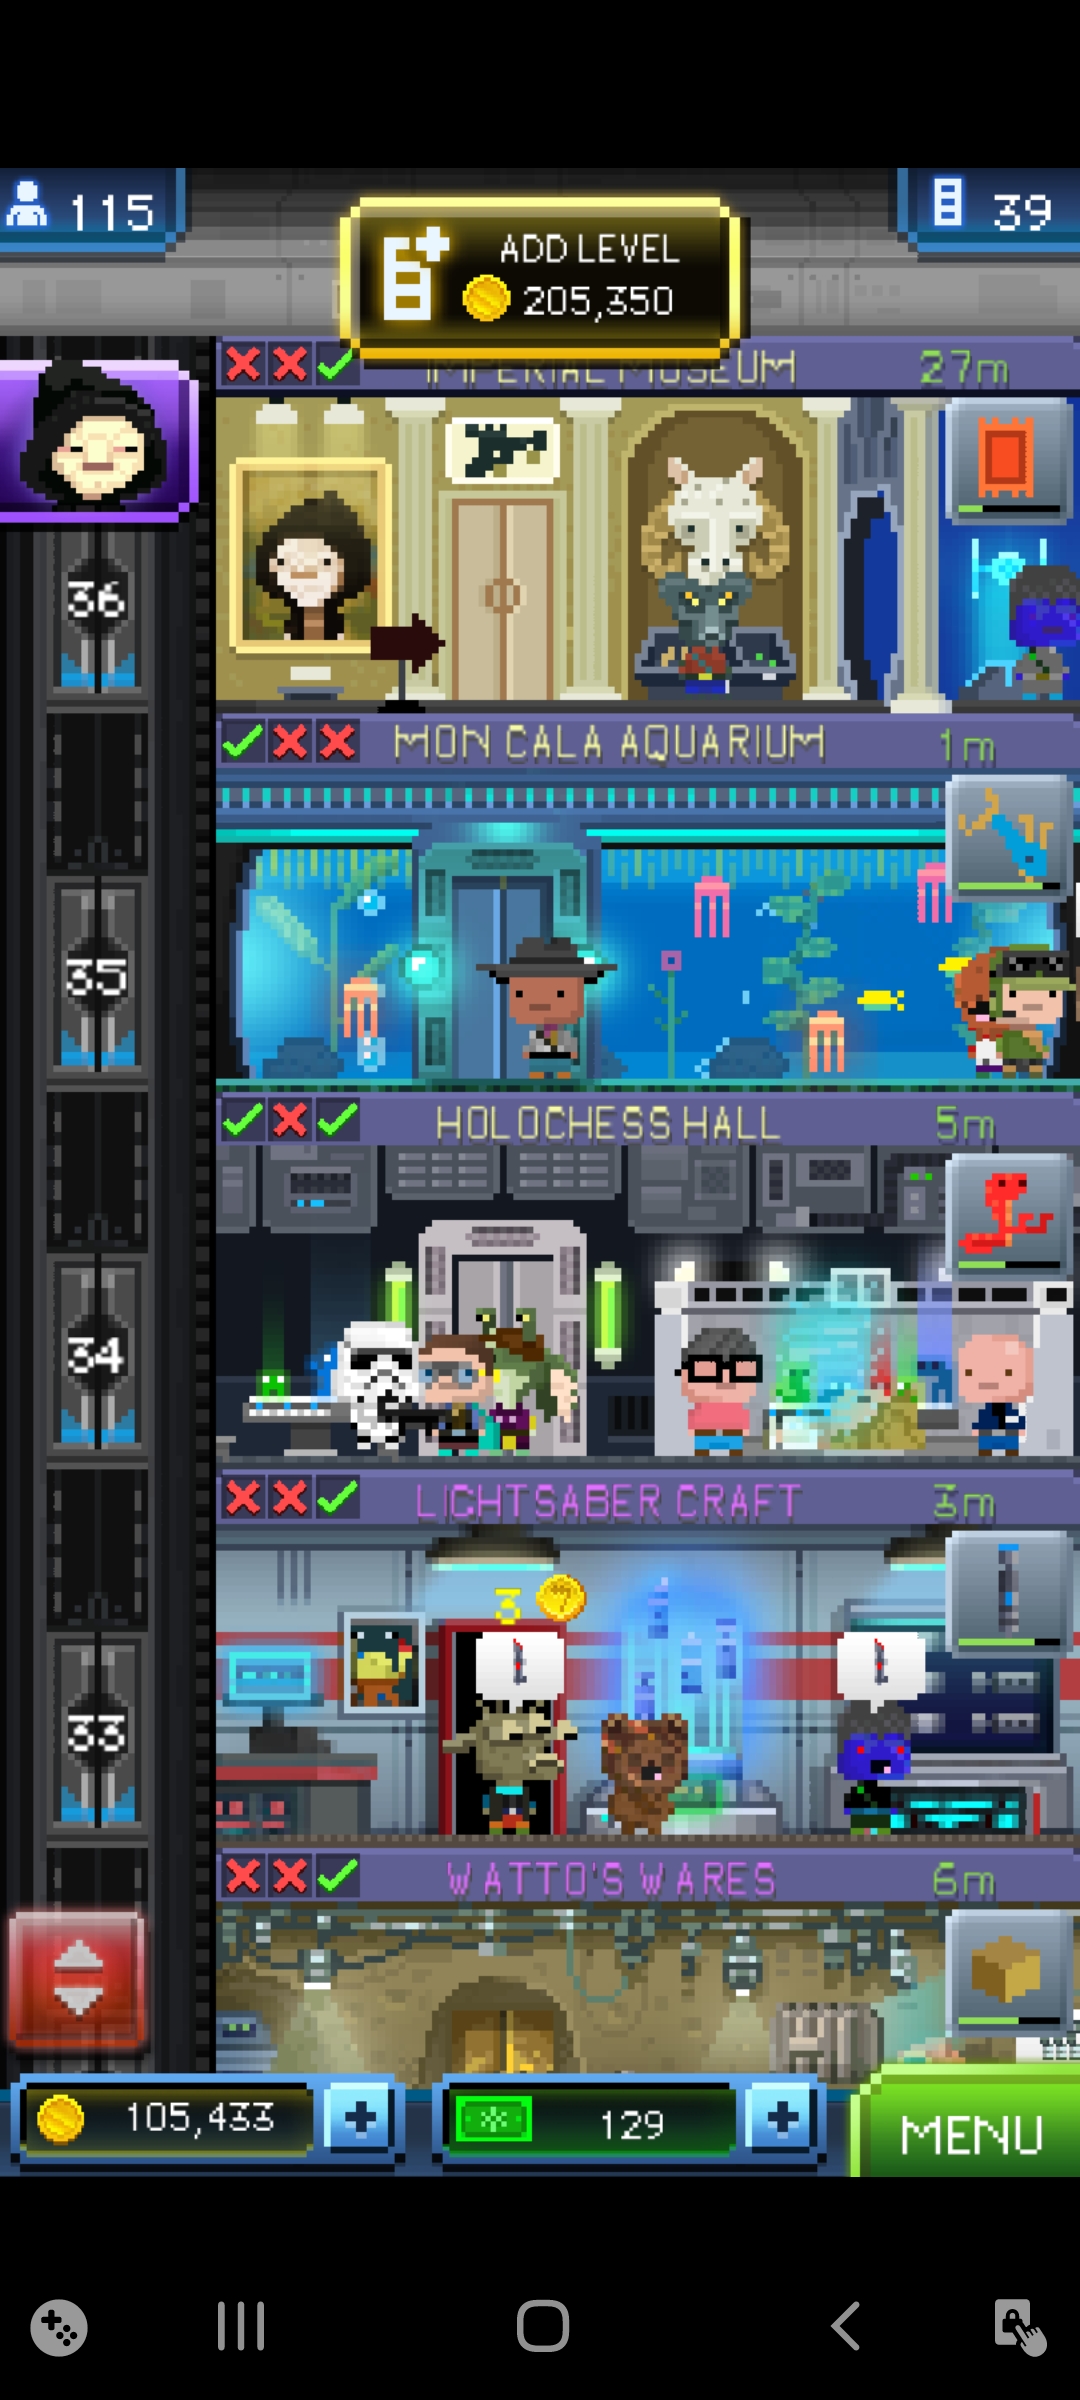 115
ADD LEVEL
205,350
39
IMPERIAL MUSEUM 27m
36
MON CALA AQUARIUM 1m
35
HOLOCHESS HALL 5m
34
LIGHTSABER CRAFT 3m
3
33
WATTO'S WARES 6m
105,433
129
MENU